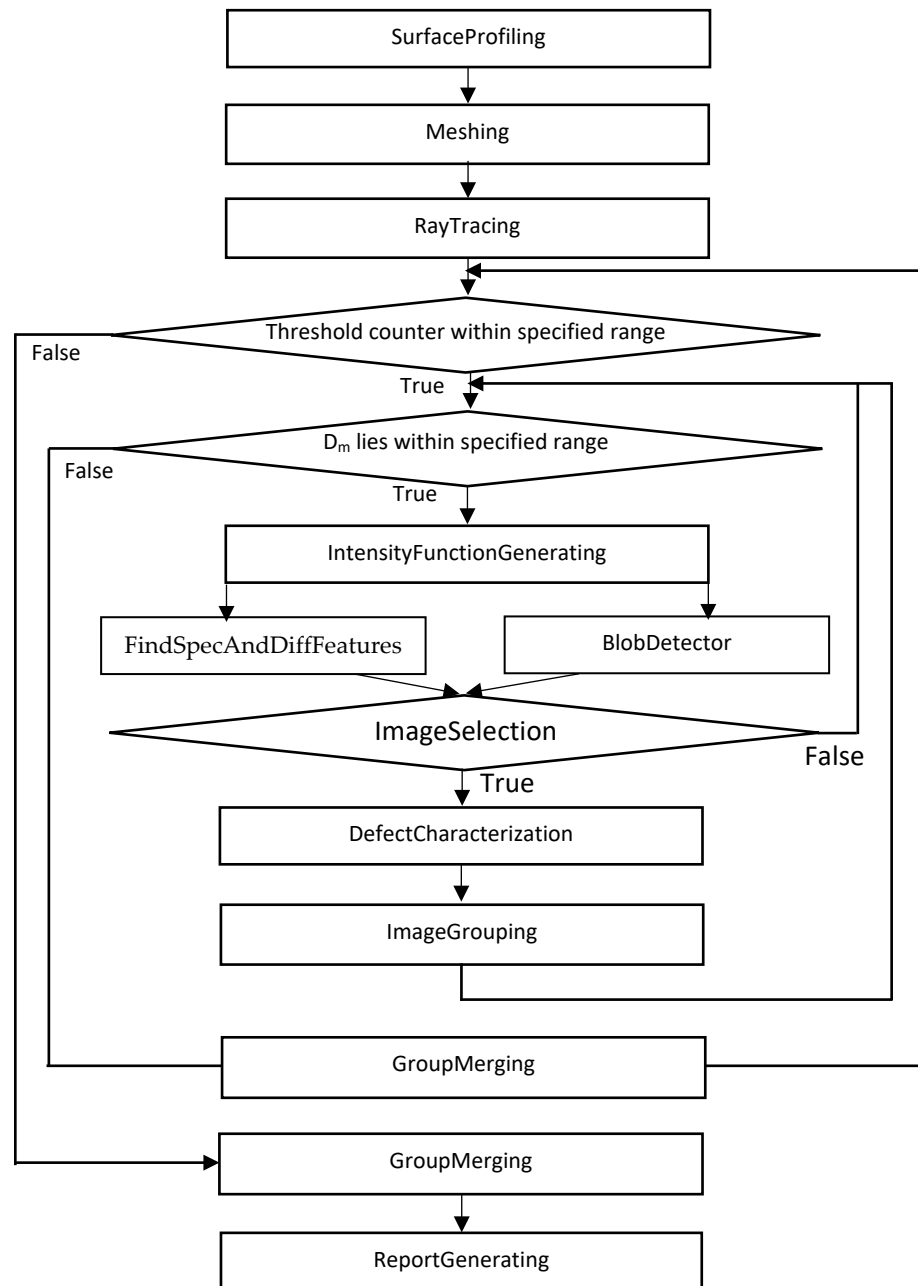 SurfaceProfiling
Meshing
RayTracing
Threshold counter within specified range
False
True
Dₘ lies within specified range
False
True
IntensityFunctionGenerating
FindSpecAndDiffFeatures
BlobDetector
ImageSelection
False
True
DefectCharacterization
ImageGrouping
GroupMerging
GroupMerging
ReportGenerating